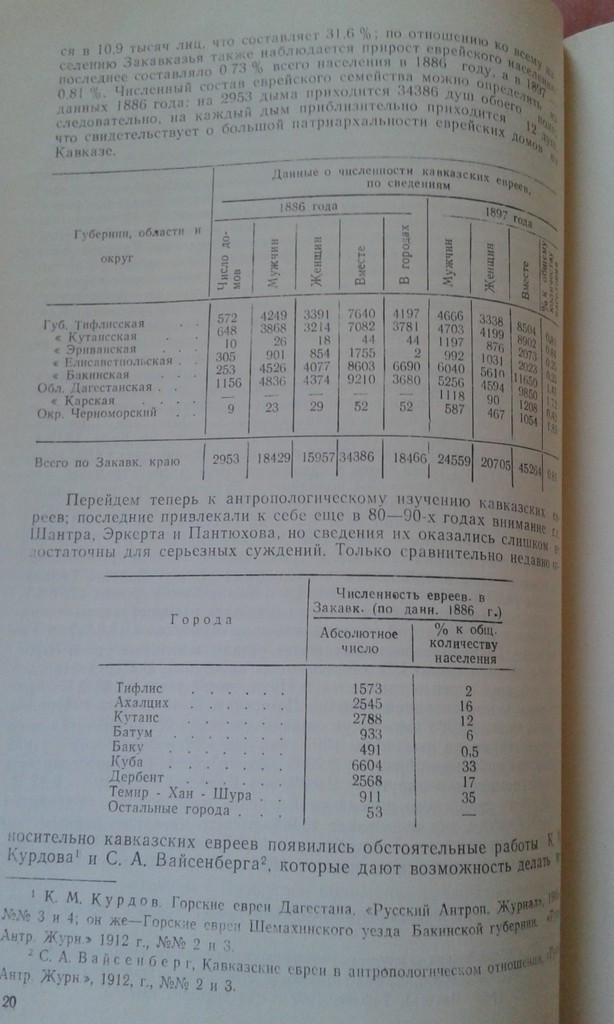 ся в 10,9 тысяч лиц, что составляет 31,6 %; по отношению ко всему
селению Закавказья также наблюдается прирост еврейского
последнее составляло 0.73 % всего населения в 1886 году, а в 1897
0.81 %. Численный состав еврейского семейства можно определить
данных 1886 года: на 2953 дыма приходится 34386 душ обоего
следовательно, на каждый дым приблизительно приходится 12
что свидетельствует о большой патриархальности еврейских домов
Кавказе.
Губернии, области и округ
Данные о численности кавказских евреев,
по сведениям
1886 года 1897 года
Число домов Мужчин Женщин Вместе В городах Мужчин Женщин Вместе % к общему количеству населения
Губ. Тифлисская . . 572 4249 3391 7640 4197 4666 3338 8504
« Кутаисская . . 648 3868 3214 7082 3781 4703 4199 8902
« Эриванская . . 10 26 18 44 44 1197 876 2073
« Елисаветпольская . . 305 901 854 1755 2 992 1031 2023
« Бакинская . . 253 4526 4077 8603 6690 6040 5610 11650
Обл. Дагестанская . . 1156 4836 4374 9210 3680 5256 4594 9850
« Карская . . . . — — — — — 1118 90 1208
Окр. Черноморский . . 9 23 29 52 52 587 467 1054
Всего по Закавк. краю 2953 18429 15957 34386 18466 24559 20705 45264 0.81
Перейдем теперь к антропологическому изучению кавказских
реев; последние привлекали к себе еще в 80—90-х годах внимание
Шантра, Эркерта и Пантюхова, но сведения их оказались слишком
достаточны для серьезных суждений. Только сравнительно недавно
Города
Численность евреев. в
Закавк. (по данн. 1886 г.)
Абсолютное число
% к общ. количеству населения
Тифлис . . . . . . 1573 2
Ахалцих . . . . . . 2545 16
Кутаис . . . . . . 2788 12
Батум . . . . . . 933 6
Баку . . . . . . . 491 0,5
Куба . . . . . . . 6604 33
Дербент . . . . . . 2568 17
Темир - Хан - Шура . . 911 35
Остальные города . . . 53 —
носительно кавказских евреев появились обстоятельные работы К.
Курдова¹ и С. А. Вайсенберга², которые дают возможность делать
¹ К. М. Курдов. Горские евреи Дагестана. «Русский Антроп. Журнал»,
№№ 3 и 4; он же—Горские евреи Шемахинского уезда Бакинской губернии.
Антр. Журн.» 1912 г., №№ 2 и 3.
² С. А. Вайсенберг, Кавказские евреи в антропологическом отношении,
Антр. Журн.», 1912, г., №№ 2 и 3.
20